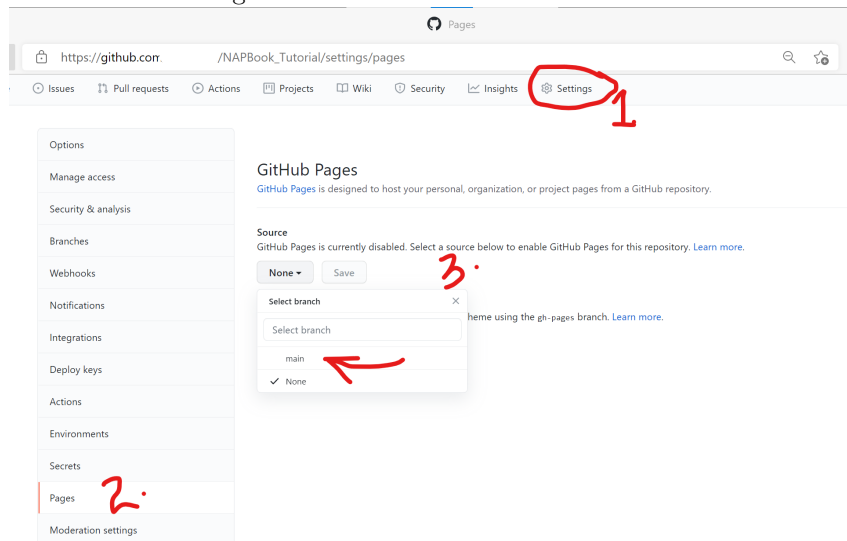 Pages
https://github.com /NAPBook_Tutorial/settings/pages
Issues Pull requests Actions Projects Wiki Security Insights Settings
1
Options
Manage access
Security & analysis
Branches
Webhooks
Notifications
Integrations
Deploy keys
Actions
Environments
Secrets
Pages
2.
Moderation settings
GitHub Pages
GitHub Pages is designed to host your personal, organization, or project pages from a GitHub repository.
Source
GitHub Pages is currently disabled. Select a source below to enable GitHub Pages for this repository. Learn more.
None Save
3.
Select branch
heme using the gh-pages branch. Learn more.
Select branch
main
None